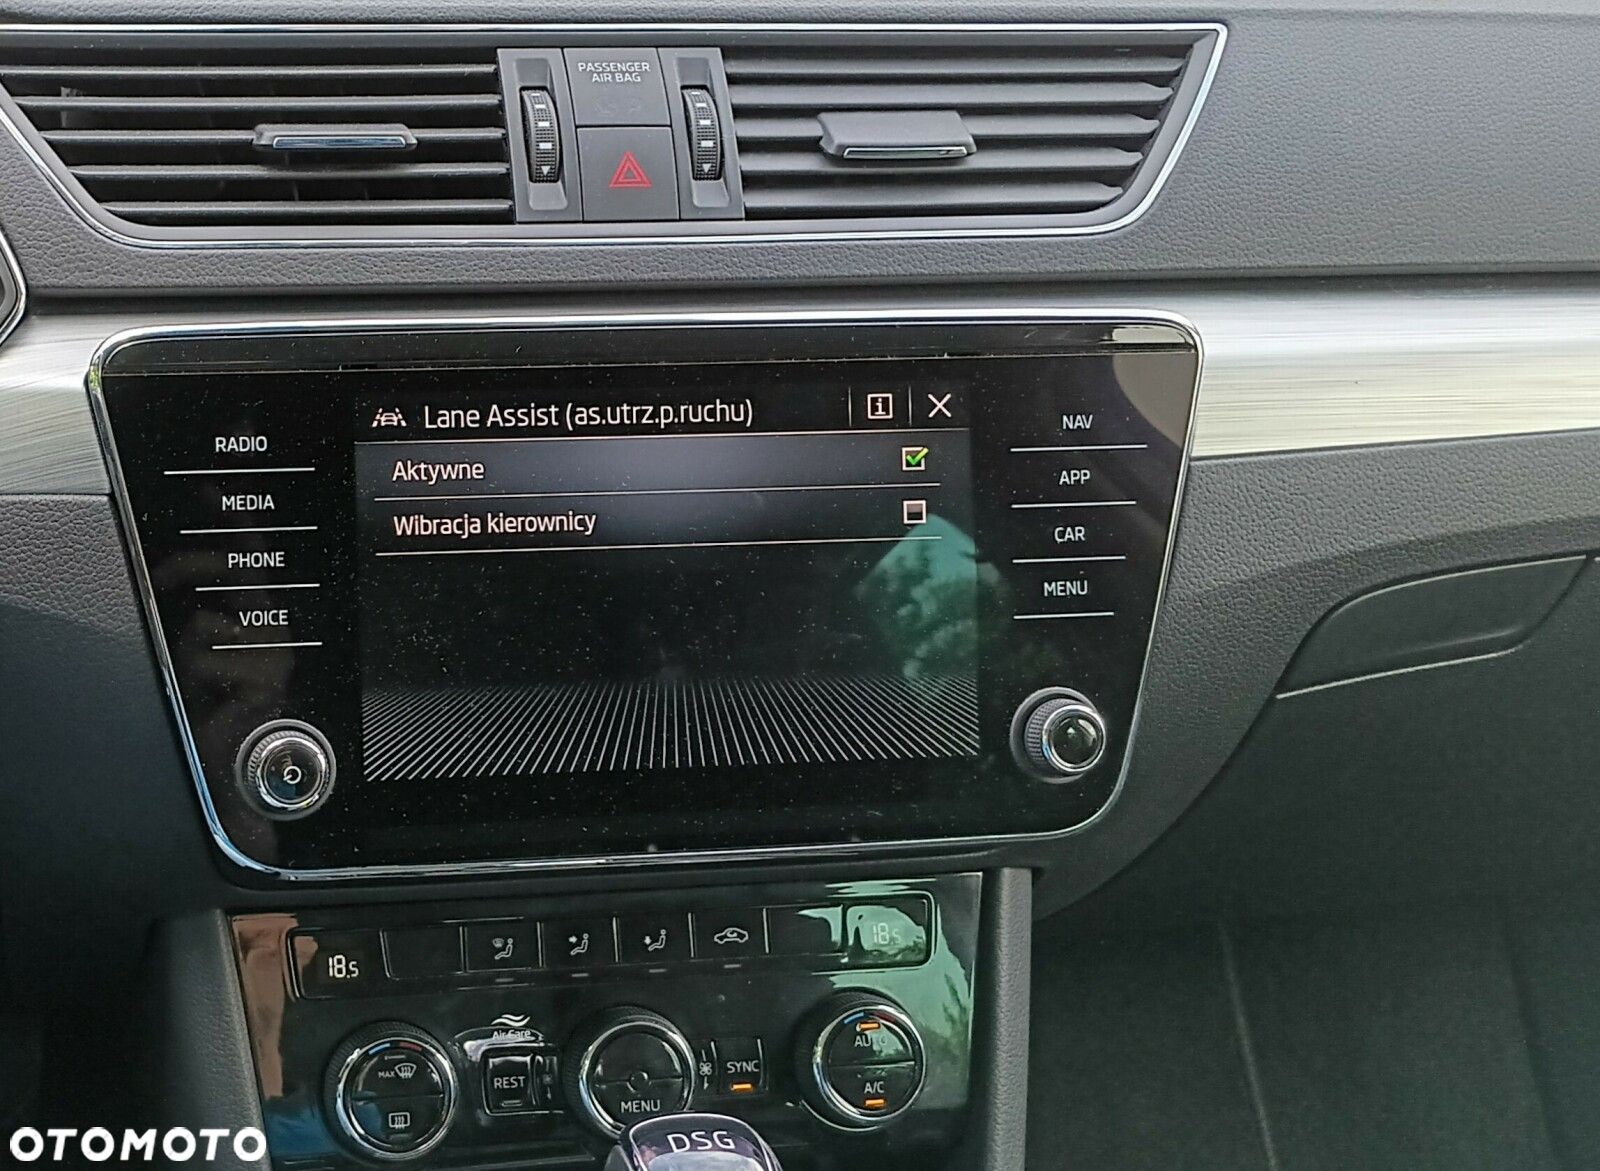 PASSENGER
AIR BAG
Lane Assist (as.utrz.p.ruchu)
i
Aktywne
Wibracja kierownicy
RADIO
MEDIA
PHONE
VOICE
NAV
APP
CAR
MENU
18.5
18.5
Air Care
MAX
REST
MENU
SYNC
AUTO
A/C
DSG
OTOMOTO